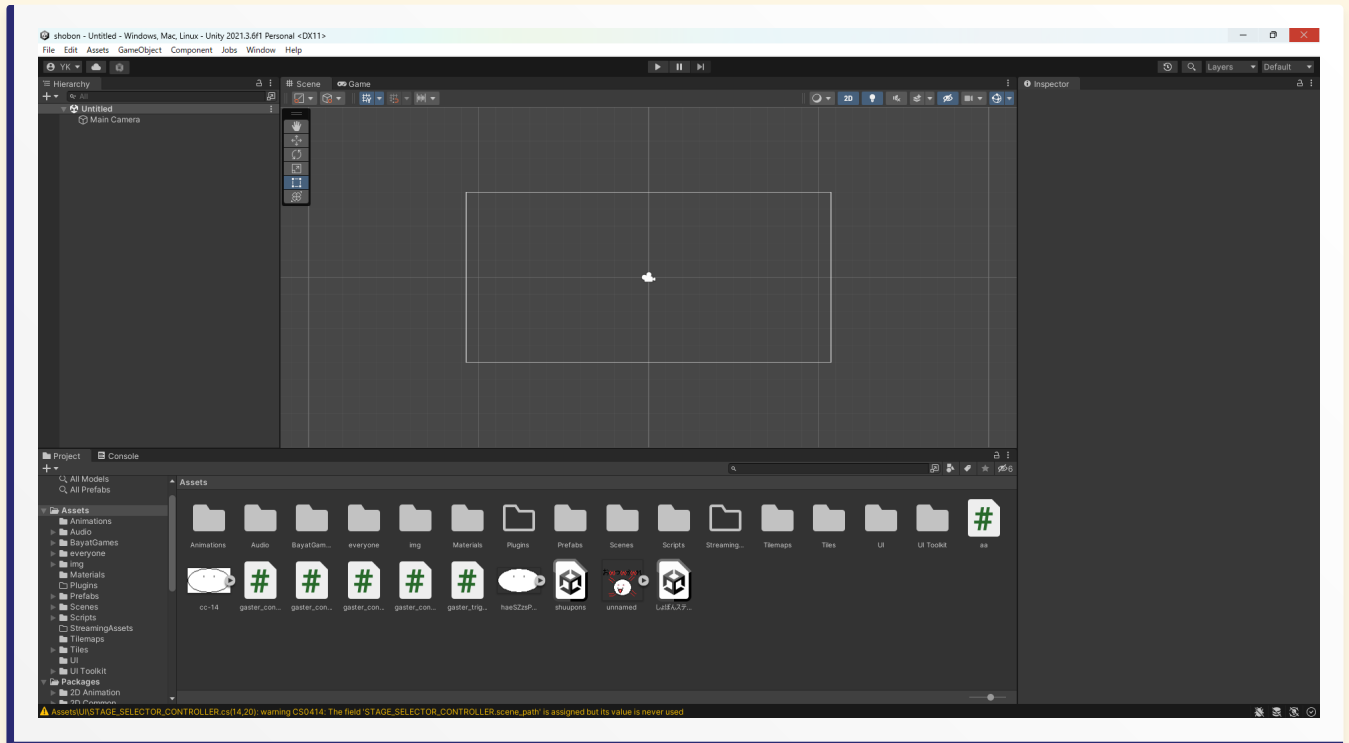 shobon - Untitled - Windows, Mac, Linux - Unity 2021.3.6f1 Personal <DX11>
File Edit Assets GameObject Component Jobs Window Help
YK Layers Default
Hierarchy Scene Game Inspector
All 2D
Untitled
Main Camera
Project Console
6
All Models
All Prefabs
Assets
Assets
Animations
Audio
BayatGames
everyone
img
Materials
Plugins
Prefabs
Scenes
Scripts
StreamingAssets
Tilemaps
Tiles
UI
UI Toolkit
Packages
2D Animation
2D Common
Animations Audio BayatGam... everyone img Materials Plugins Prefabs Scenes Scripts Streaming... Tilemaps Tiles UI UI Toolkit aa
cc-14 gaster_con... gaster_con... gaster_con... gaster_con... gaster_trig... haeSZzsP... shuupons unnamed しょぼんステ...
Assets\UI\STAGE_SELECTOR_CONTROLLER.cs(14,20): warning CS0414: The field 'STAGE_SELECTOR_CONTROLLER.scene_path' is assigned but its value is never used